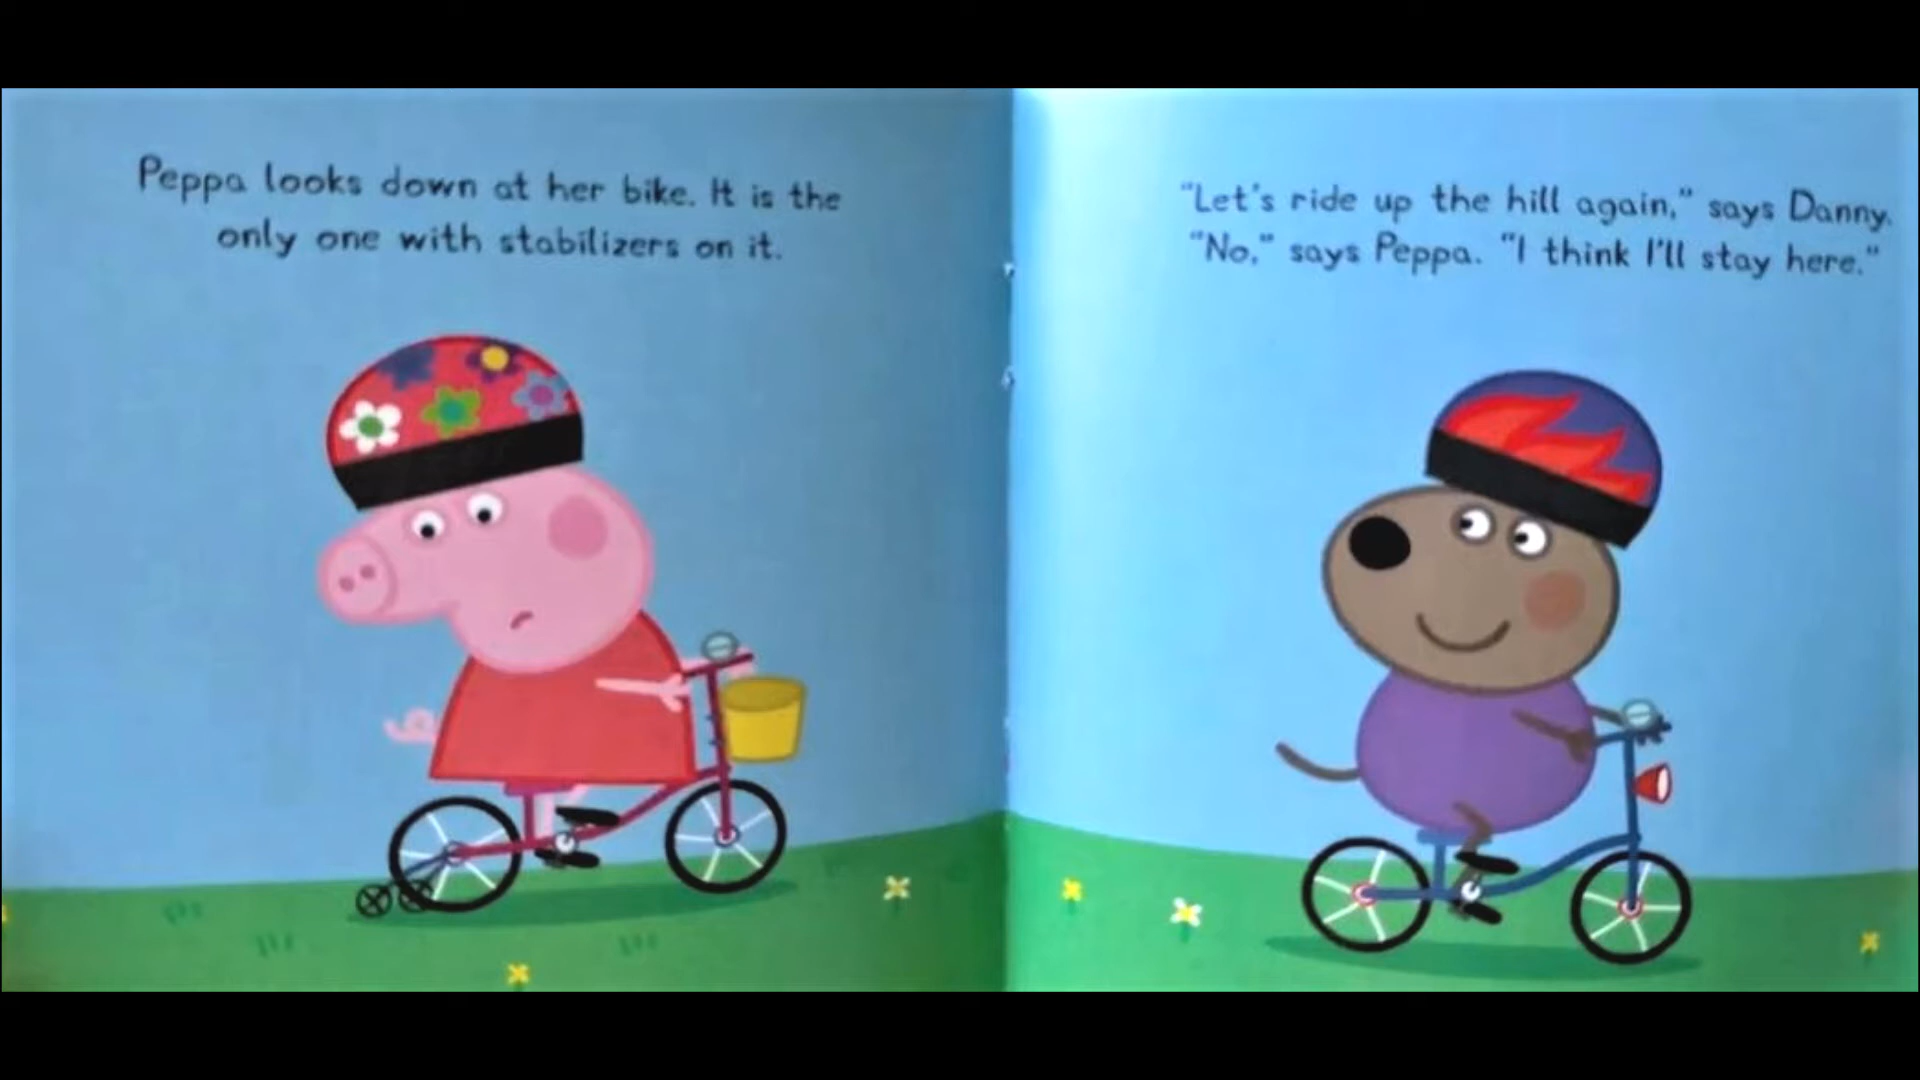 Peppa looks down at her bike. It is the
only one with stabilizers on it.
"Let's ride up the hill again," says Danny.
"No," says Peppa. "I think I'll stay here."